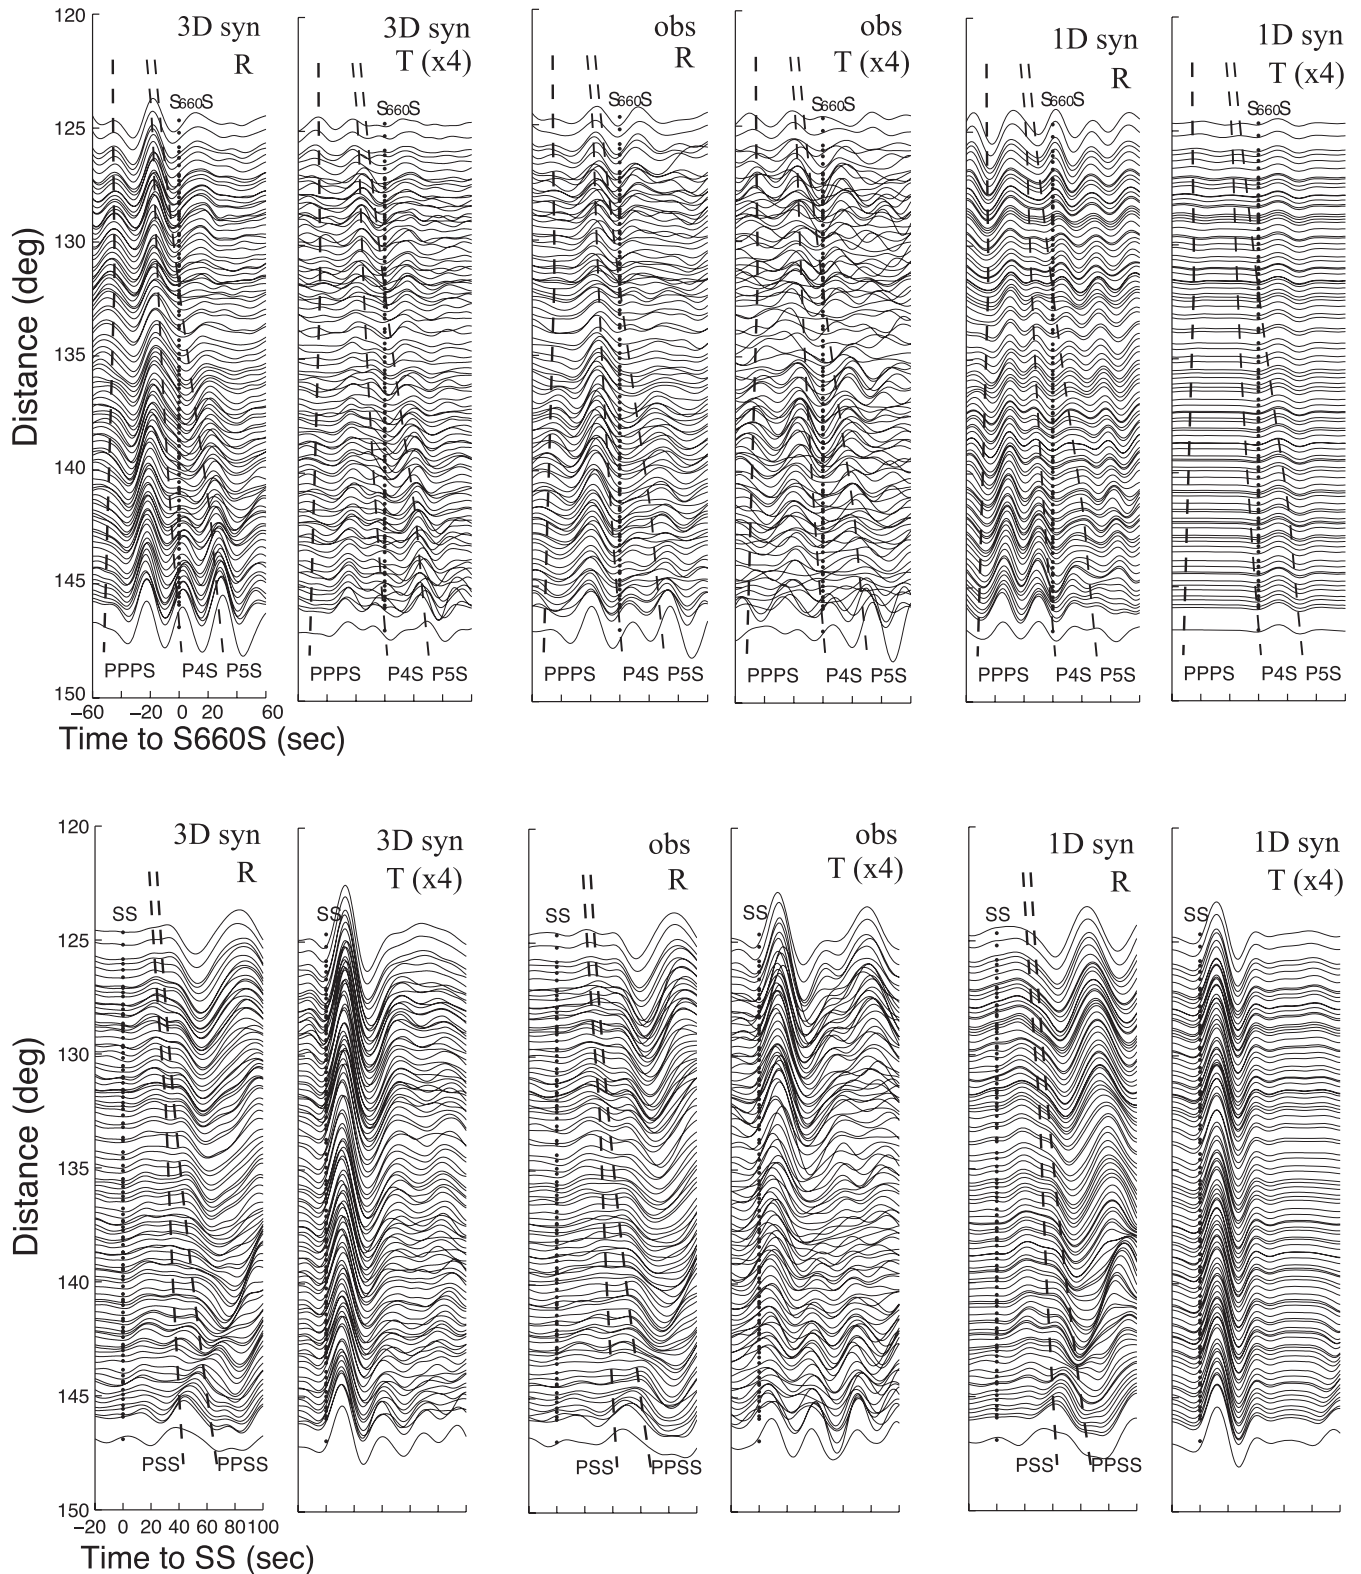 3D syn
R
3D syn
T (x4)
obs
R
obs
T (x4)
1D syn
R
1D syn
T (x4)
S660S
S660S
S660S
S660S
S660S
S660S
120
125
130
135
140
145
150
Distance (deg)
PPPS P4S P5S
PPPS P4S P5S
PPPS P4S P5S
PPPS P4S P5S
PPPS P4S P5S
PPPS P4S P5S
−60 −20 0 20 60
Time to S660S (sec)
3D syn
R
3D syn
T (x4)
obs
R
obs
T (x4)
1D syn
R
1D syn
T (x4)
SS
SS
SS
SS
SS
SS
120
125
130
135
140
145
150
Distance (deg)
PSS PPSS
PSS PPSS
PSS PPSS
−20 0 20 40 60 80 100
Time to SS (sec)